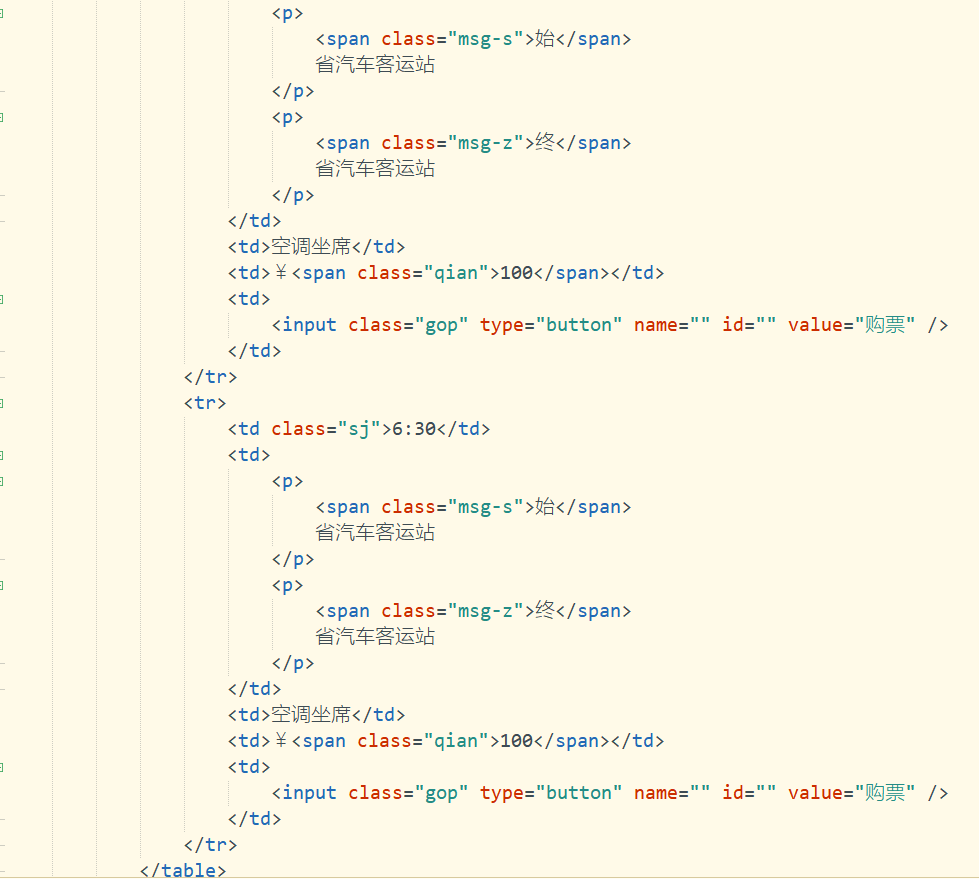 <p>
<span class="msg-s">始</span>
省汽车客运站
</p>
<p>
<span class="msg-z">终</span>
省汽车客运站
</p>
</td>
<td>空调坐席</td>
<td>￥<span class="qian">100</span></td>
<td>
<input class="gop" type="button" name="" id="" value="购票" />
</td>
</tr>
<tr>
<td class="sj">6:30</td>
<td>
<p>
<span class="msg-s">始</span>
省汽车客运站
</p>
<p>
<span class="msg-z">终</span>
省汽车客运站
</p>
</td>
<td>空调坐席</td>
<td>￥<span class="qian">100</span></td>
<td>
<input class="gop" type="button" name="" id="" value="购票" />
</td>
</tr>
</table>